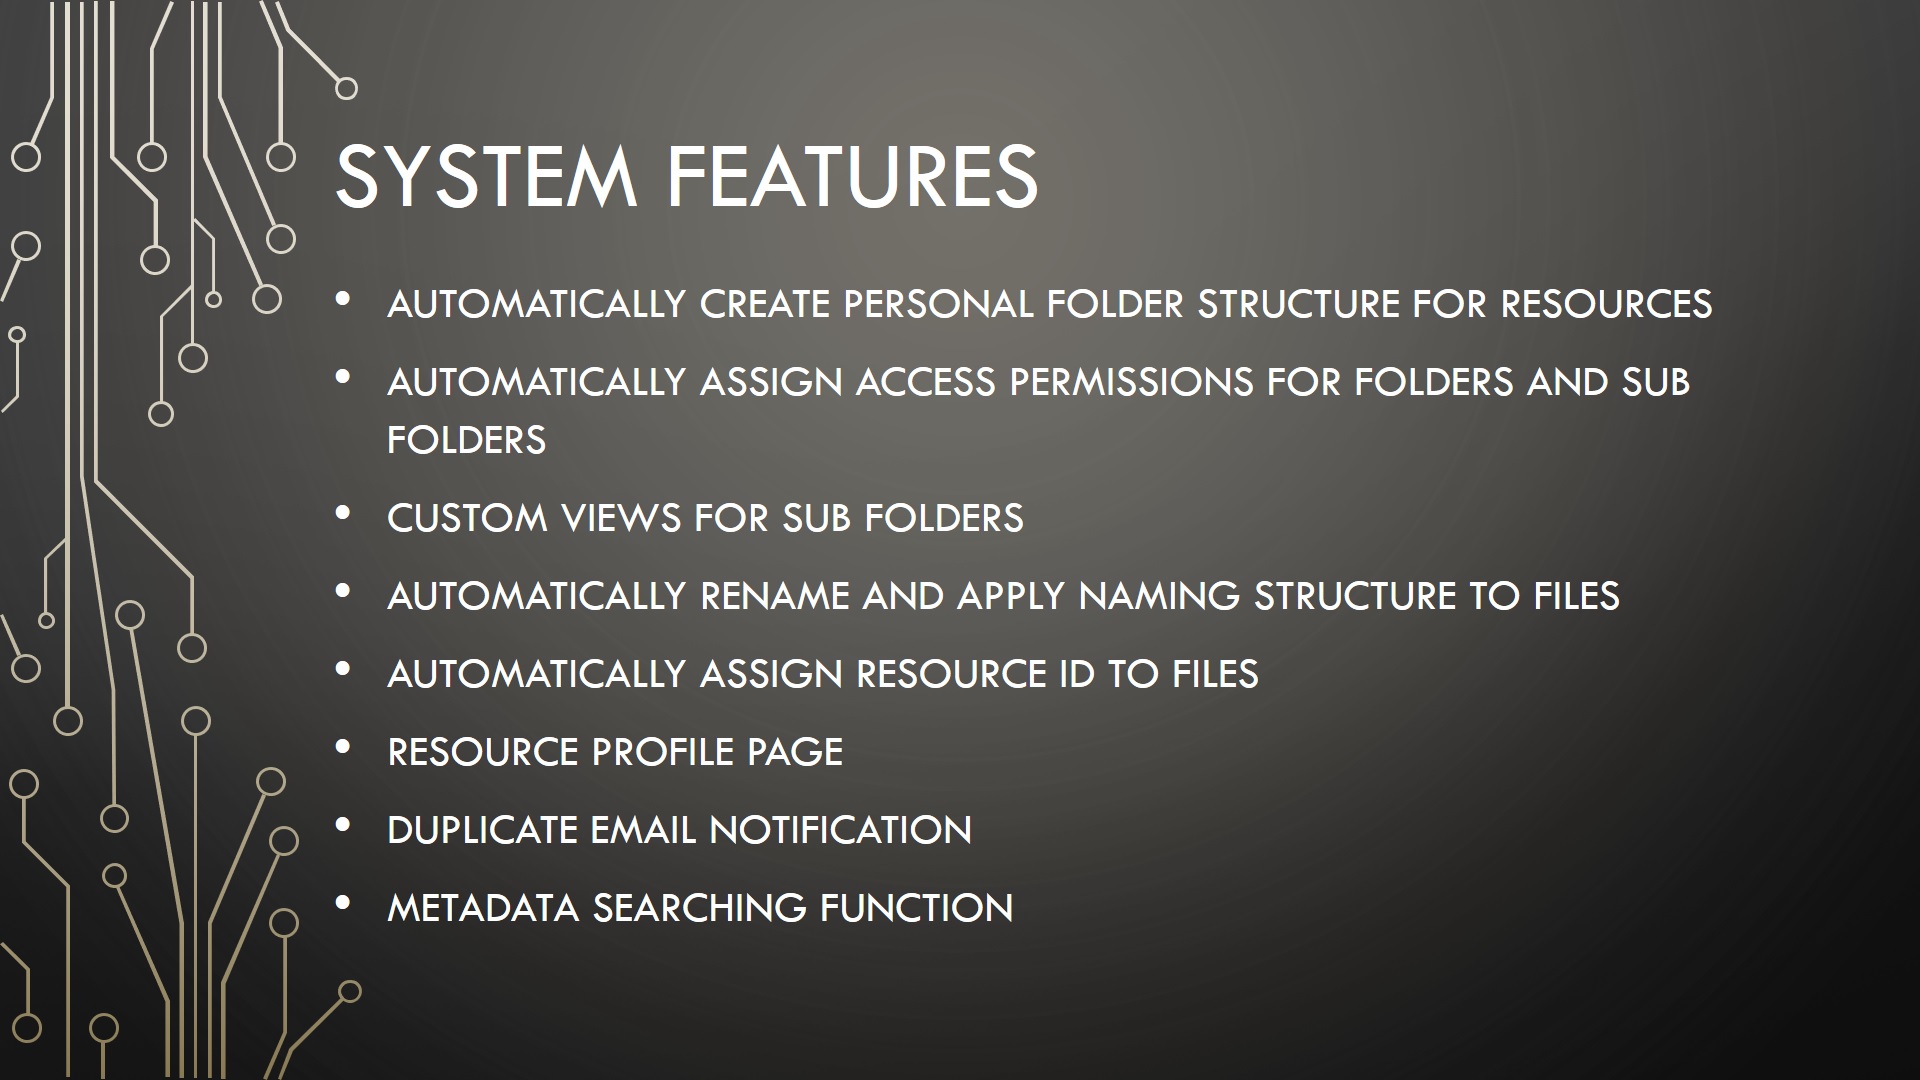 SYSTEM FEATURES
• AUTOMATICALLY CREATE PERSONAL FOLDER STRUCTURE FOR RESOURCES
• AUTOMATICALLY ASSIGN ACCESS PERMISSIONS FOR FOLDERS AND SUB
FOLDERS
• CUSTOM VIEWS FOR SUB FOLDERS
• AUTOMATICALLY RENAME AND APPLY NAMING STRUCTURE TO FILES
• AUTOMATICALLY ASSIGN RESOURCE ID TO FILES
• RESOURCE PROFILE PAGE
• DUPLICATE EMAIL NOTIFICATION
• METADATA SEARCHING FUNCTION